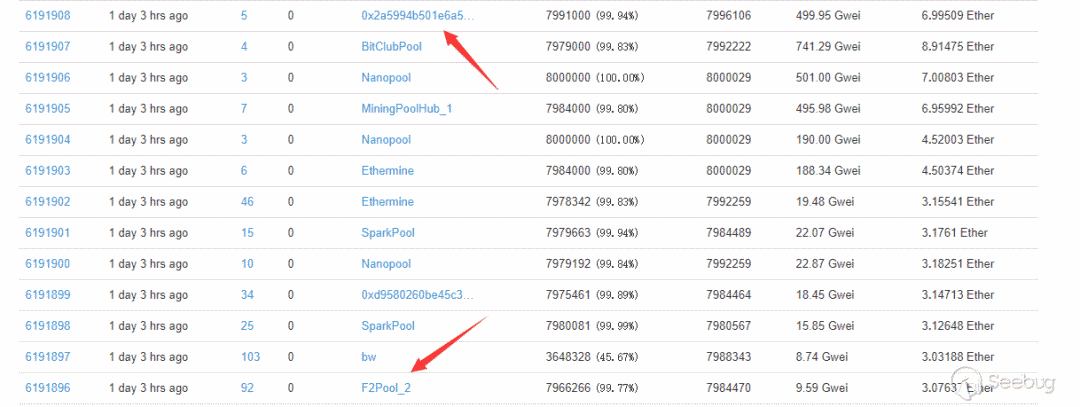 6191908 1 day 3 hrs ago 5 0 0x2a5994b501e6a5... 7991000 (99.94%) 7996106 499.95 Gwei 6.99509 Ether
6191907 1 day 3 hrs ago 4 0 BitClubPool 7979000 (99.83%) 7992222 741.29 Gwei 8.91475 Ether
6191906 1 day 3 hrs ago 3 0 Nanopool 8000000 (100.00%) 8000029 501.00 Gwei 7.00803 Ether
6191905 1 day 3 hrs ago 7 0 MiningPoolHub_1 7984000 (99.80%) 8000029 495.98 Gwei 6.95992 Ether
6191904 1 day 3 hrs ago 3 0 Nanopool 8000000 (100.00%) 8000029 190.00 Gwei 4.52003 Ether
6191903 1 day 3 hrs ago 6 0 Ethermine 7984000 (99.80%) 8000029 188.34 Gwei 4.50374 Ether
6191902 1 day 3 hrs ago 46 0 Ethermine 7978342 (99.83%) 7992259 19.48 Gwei 3.15541 Ether
6191901 1 day 3 hrs ago 15 0 SparkPool 7979663 (99.94%) 7984489 22.07 Gwei 3.1761 Ether
6191900 1 day 3 hrs ago 10 0 Nanopool 7979192 (99.84%) 7992259 22.87 Gwei 3.18251 Ether
6191899 1 day 3 hrs ago 34 0 0xd9580260be45c3... 7975461 (99.89%) 7984464 18.45 Gwei 3.14713 Ether
6191898 1 day 3 hrs ago 25 0 SparkPool 7980081 (99.99%) 7980567 15.85 Gwei 3.12648 Ether
6191897 1 day 3 hrs ago 103 0 bw 3648328 (45.67%) 7988343 8.74 Gwei 3.03188 Ether
6191896 1 day 3 hrs ago 92 0 F2Pool_2 7966266 (99.77%) 7984470 9.59 Gwei 3.0763 Ether
Seebug